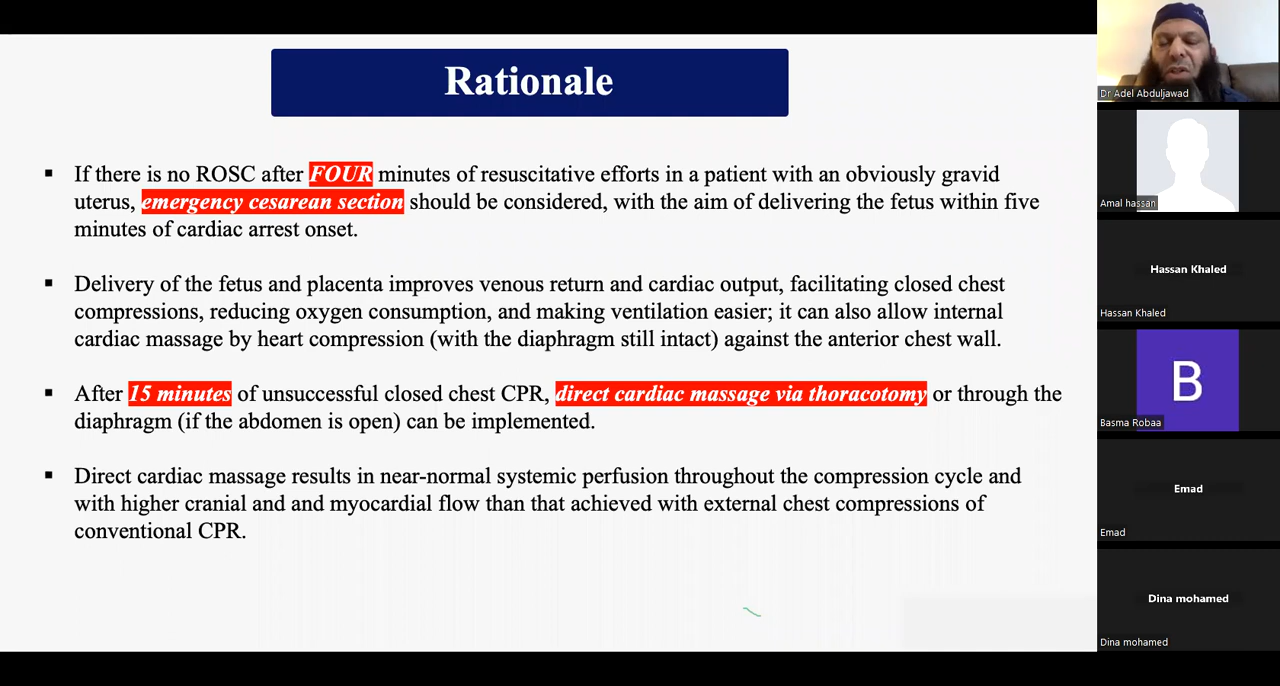 Rationale
▪ If there is no ROSC after FOUR minutes of resuscitative efforts in a patient with an obviously gravid
uterus, emergency cesarean section should be considered, with the aim of delivering the fetus within five
minutes of cardiac arrest onset.
▪ Delivery of the fetus and placenta improves venous return and cardiac output, facilitating closed chest
compressions, reducing oxygen consumption, and making ventilation easier; it can also allow internal
cardiac massage by heart compression (with the diaphragm still intact) against the anterior chest wall.
▪ After 15 minutes of unsuccessful closed chest CPR, direct cardiac massage via thoracotomy or through the
diaphragm (if the abdomen is open) can be implemented.
▪ Direct cardiac massage results in near-normal systemic perfusion throughout the compression cycle and
with higher cranial and and myocardial flow than that achieved with external chest compressions of
conventional CPR.
Dr Adel Abduljawad
Amal hassan
Hassan Khaled
Hassan Khaled
B
Basma Robaa
Emad
Emad
Dina mohamed
Dina mohamed